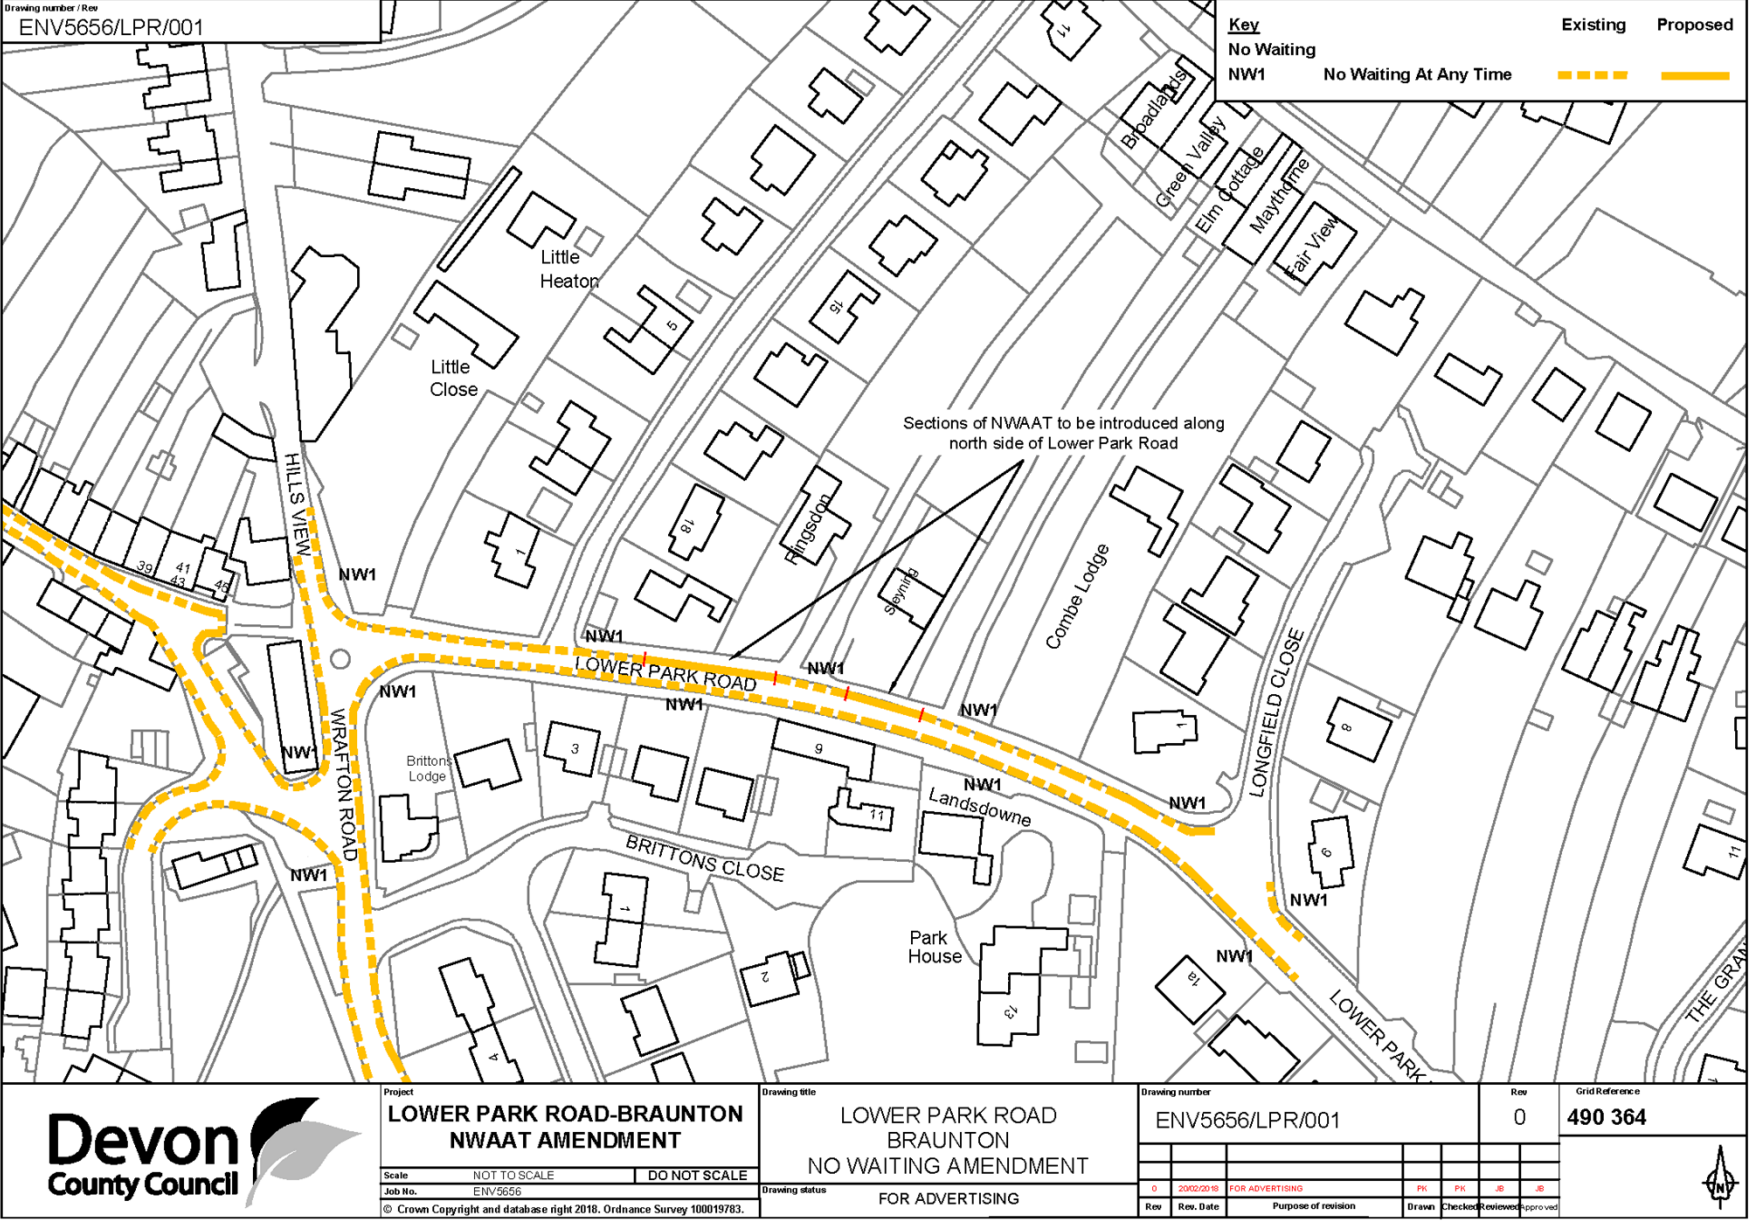 Drawing number / Rev
ENV5656/LPR/001
Key
Existing
Proposed
No Waiting
NW1
No Waiting At Any Time
11
Broadlands
Green Valley
Elm Cottage
Maythorne
Fair View
Little
Heaton
Little
Close
5
15
Sections of NWAAT to be introduced along
north side of Lower Park Road
HILLS VIEW
18
Ringsdon
1
Steyning
Combe Lodge
39
41
43
45
NW1
NW1
LOWER PARK ROAD
NW1
NW1
NW1
NW1
NW1
WRAFTON ROAD
LONGFIELD CLOSE
1
8
3
9
Brittons
Lodge
NW1
Landsdowne
NW1
11
BRITTONS CLOSE
NW1
9
11
NW1
1
Park
House
NW1
2
13
1a
4
LOWER PARK
THE GRAN
Devon
County Council
Project
LOWER PARK ROAD-BRAUNTON
NWAAT AMENDMENT
Scale
NOT TO SCALE
DO NOT SCALE
Job No.
ENV5656
© Crown Copyright and database right 2018. Ordnance Survey 100019783.
Drawing title
LOWER PARK ROAD
BRAUNTON
NO WAITING AMENDMENT
Drawing status
FOR ADVERTISING
Drawing number
ENV5656/LPR/001
Rev
0
Grid Reference
490 364
0
20/02/2018
FOR ADVERTISING
PK
PK
JB
JB
Rev
Rev. Date
Purpose of revision
Drawn
Checked
Reviewed
Approved
N